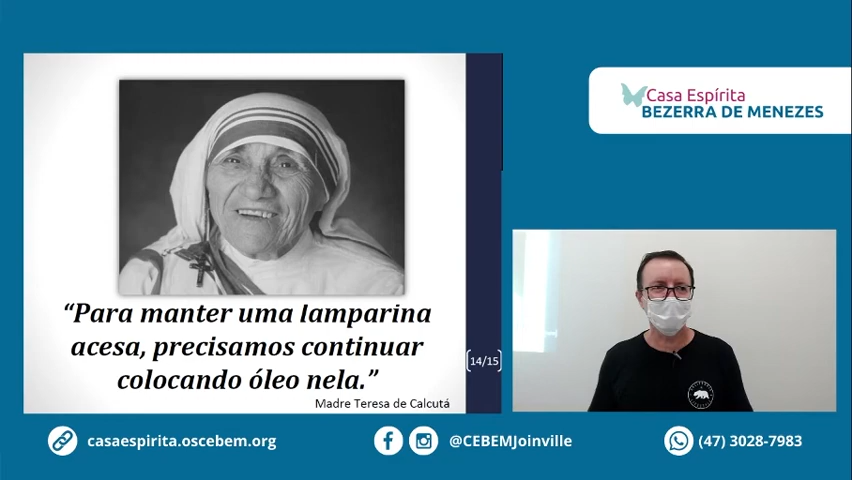 Casa Espírita
BEZERRA DE MENEZES
“Para manter uma lamparina
acesa, precisamos continuar
colocando óleo nela.”
Madre Teresa de Calcutá
14/15
casaespirita.oscebem.org
@CEBEMJoinville
(47) 3028-7983